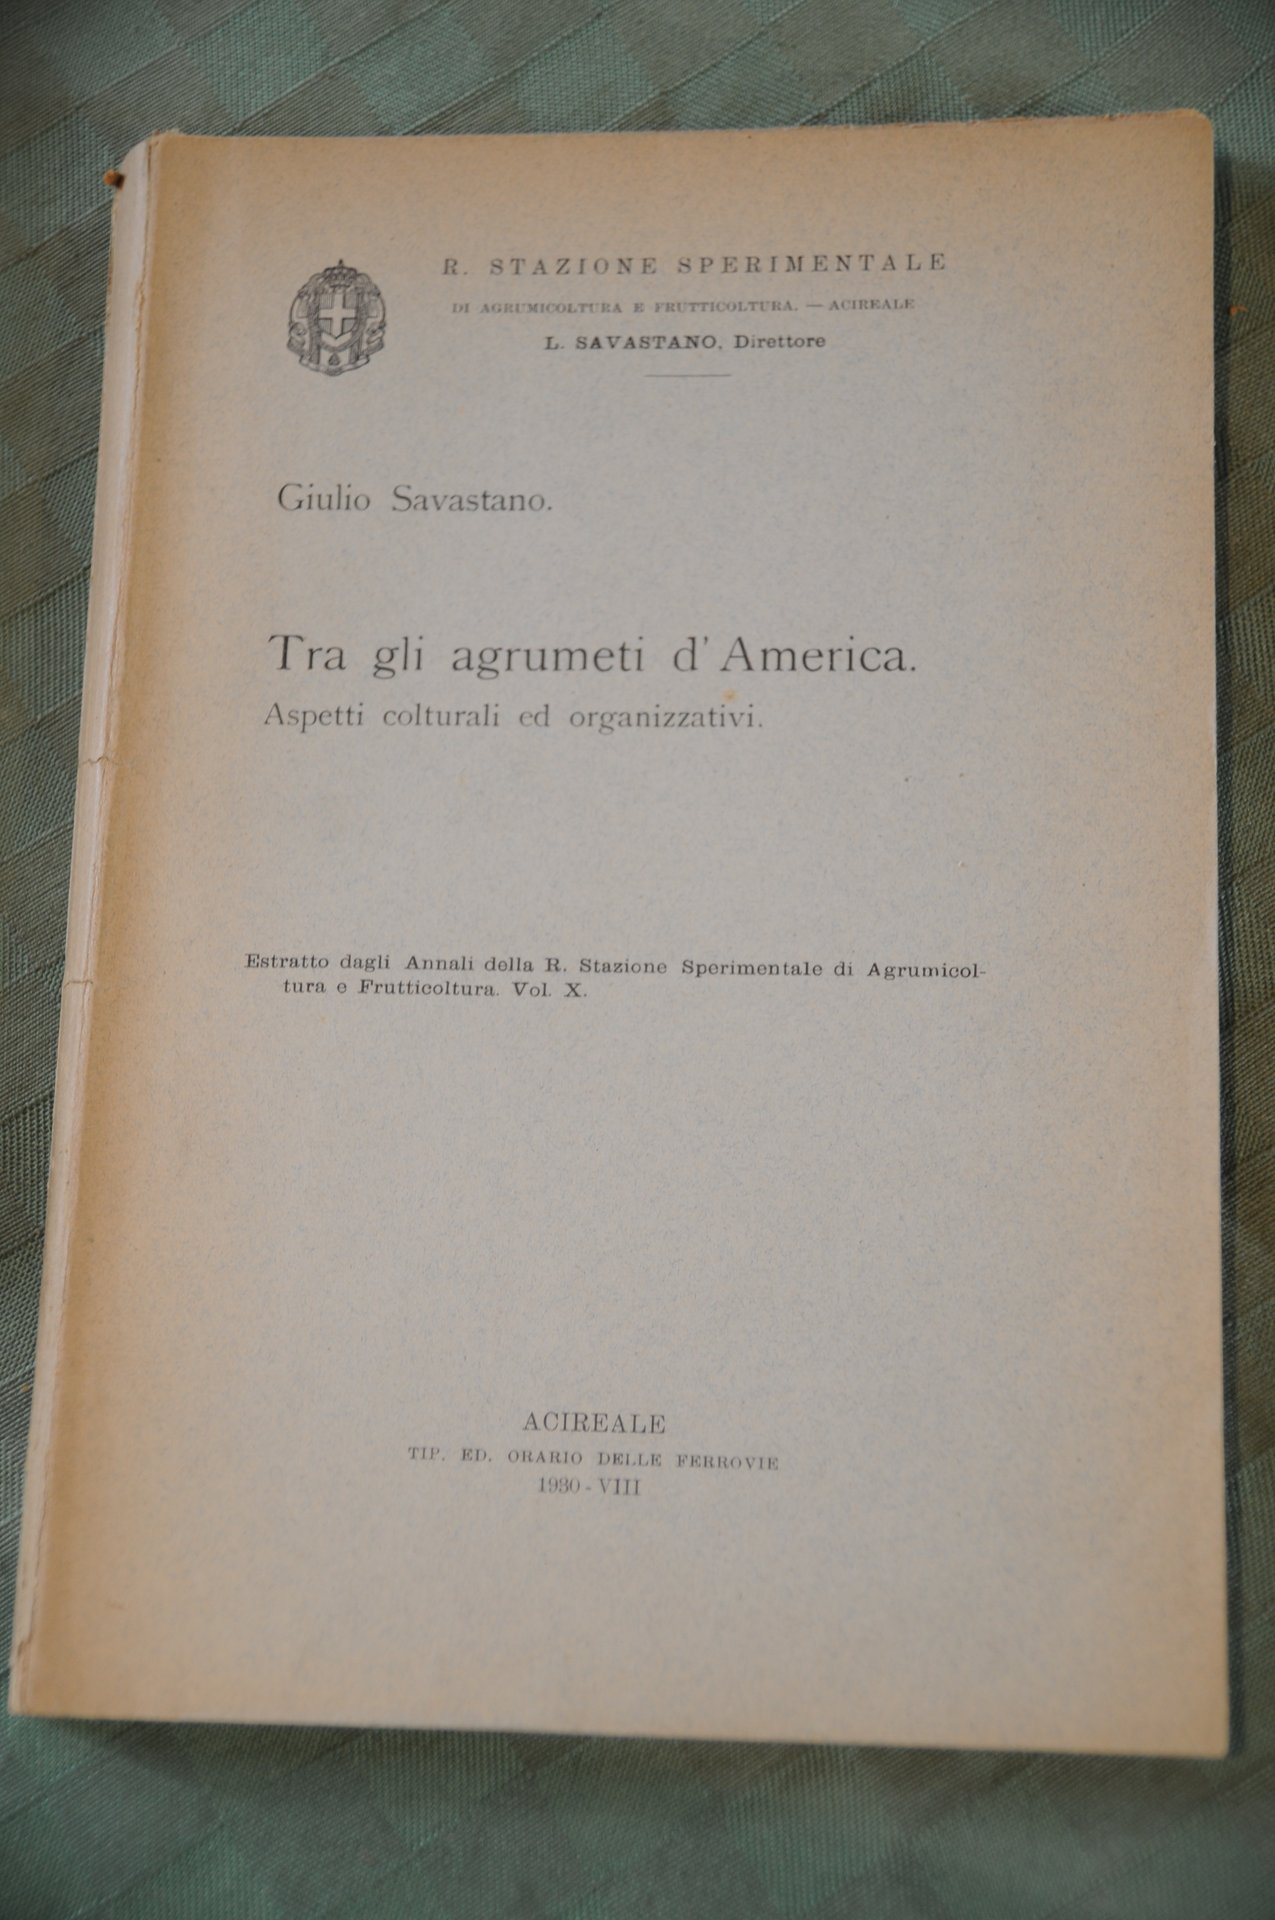 R. STAZIONE SPERIMENTALE
DI AGRUMICOLTURA E FRUTTICOLTURA. — ACIREALE
L. SAVASTANO, Direttore
Giulio Savastano.
Tra gli agrumeti d' America.
Aspetti colturali ed organizzativi.
Estratto dagli Annali della R. Stazione Sperimentale di Agrumicol-
tura e Frutticoltura. Vol. X.
ACIREALE
TIP. ED. ORARIO DELLE FERROVIE
1930 - VIII